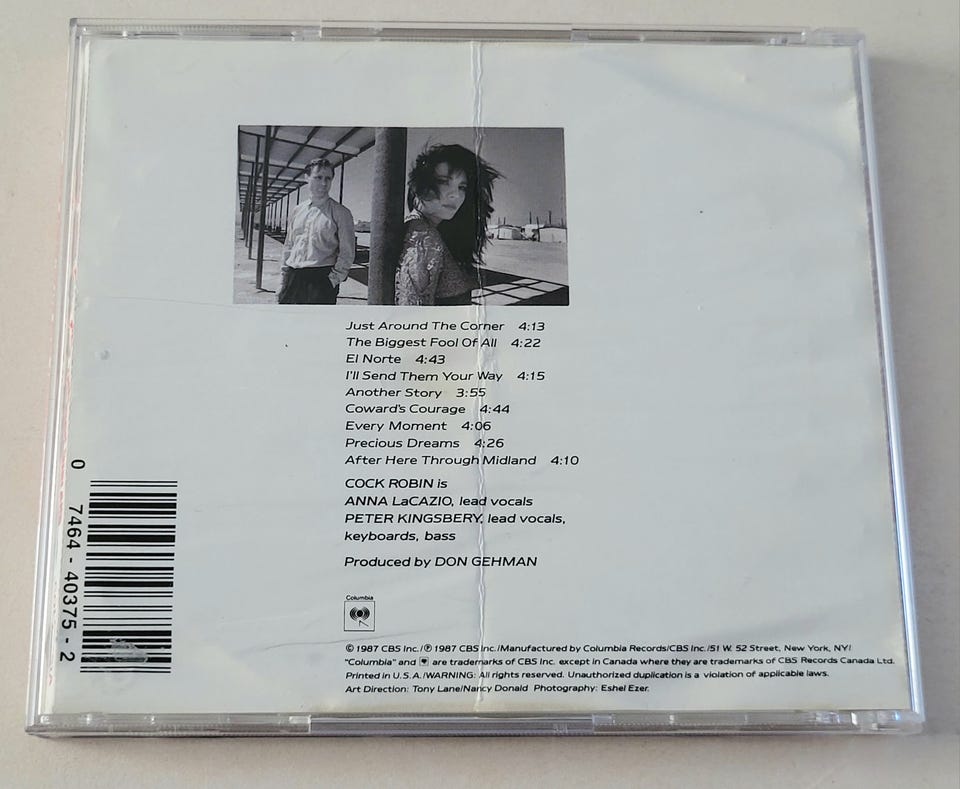 Just Around The Corner 4:13
The Biggest Fool Of All 4:22
El Norte 4:43
I'll Send Them Your Way 4:15
Another Story 3:55
Coward's Courage 4:44
Every Moment 4:06
Precious Dreams 4:26
After Here Through Midland 4:10
COCK ROBIN is
ANNA LaCAZIO, lead vocals
PETER KINGSBERY, lead vocals,
keyboards, bass
Produced by DON GEHMAN
0 7464-40375-2
Columbia
© 1987 CBS Inc./℗ 1987 CBS Inc./Manufactured by Columbia Records/CBS Inc./51 W. 52 Street, New York, NY/
"Columbia" and are trademarks of CBS Inc. except in Canada where they are trademarks of CBS Records Canada Ltd.
Printed in U.S.A./WARNING: All rights reserved. Unauthorized duplication is a violation of applicable laws.
Art Direction: Tony Lane/Nancy Donald Photography: Eshel Ezer.